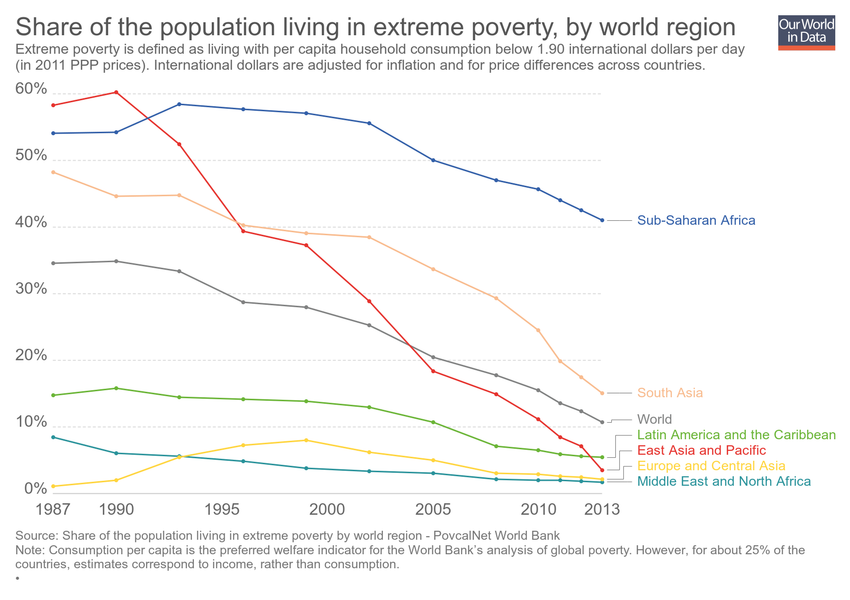 Share of the population living in extreme poverty, by world region
Our World
in Data
Extreme poverty is defined as living with per capita household consumption below 1.90 international dollars per day
(in 2011 PPP prices). International dollars are adjusted for inflation and for price differences across countries.
60%
50%
40%
30%
20%
10%
0%
Sub-Saharan Africa
South Asia
World
Latin America and the Caribbean
East Asia and Pacific
Europe and Central Asia
Middle East and North Africa
1987 1990 1995 2000 2005 2010 2013
Source: Share of the population living in extreme poverty by world region - PovcalNet World Bank
Note: Consumption per capita is the preferred welfare indicator for the World Bank's analysis of global poverty. However, for about 25% of the
countries, estimates correspond to income, rather than consumption.
•